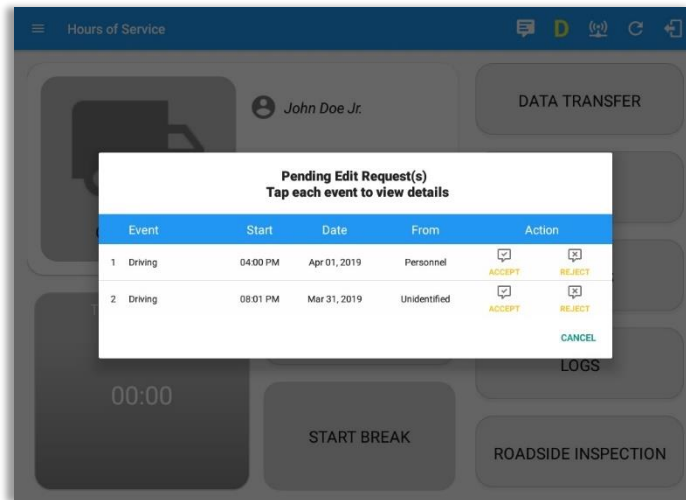 Hours of Service
D
John Doe Jr.
DATA TRANSFER
Pending Edit Request(s)
Tap each event to view details
Event Start Date From Action
1 Driving 04:00 PM Apr 01, 2019 Personnel ACCEPT REJECT
2 Driving 08:01 PM Mar 31, 2019 Unidentified ACCEPT REJECT
CANCEL
LOGS
00:00
START BREAK
ROADSIDE INSPECTION